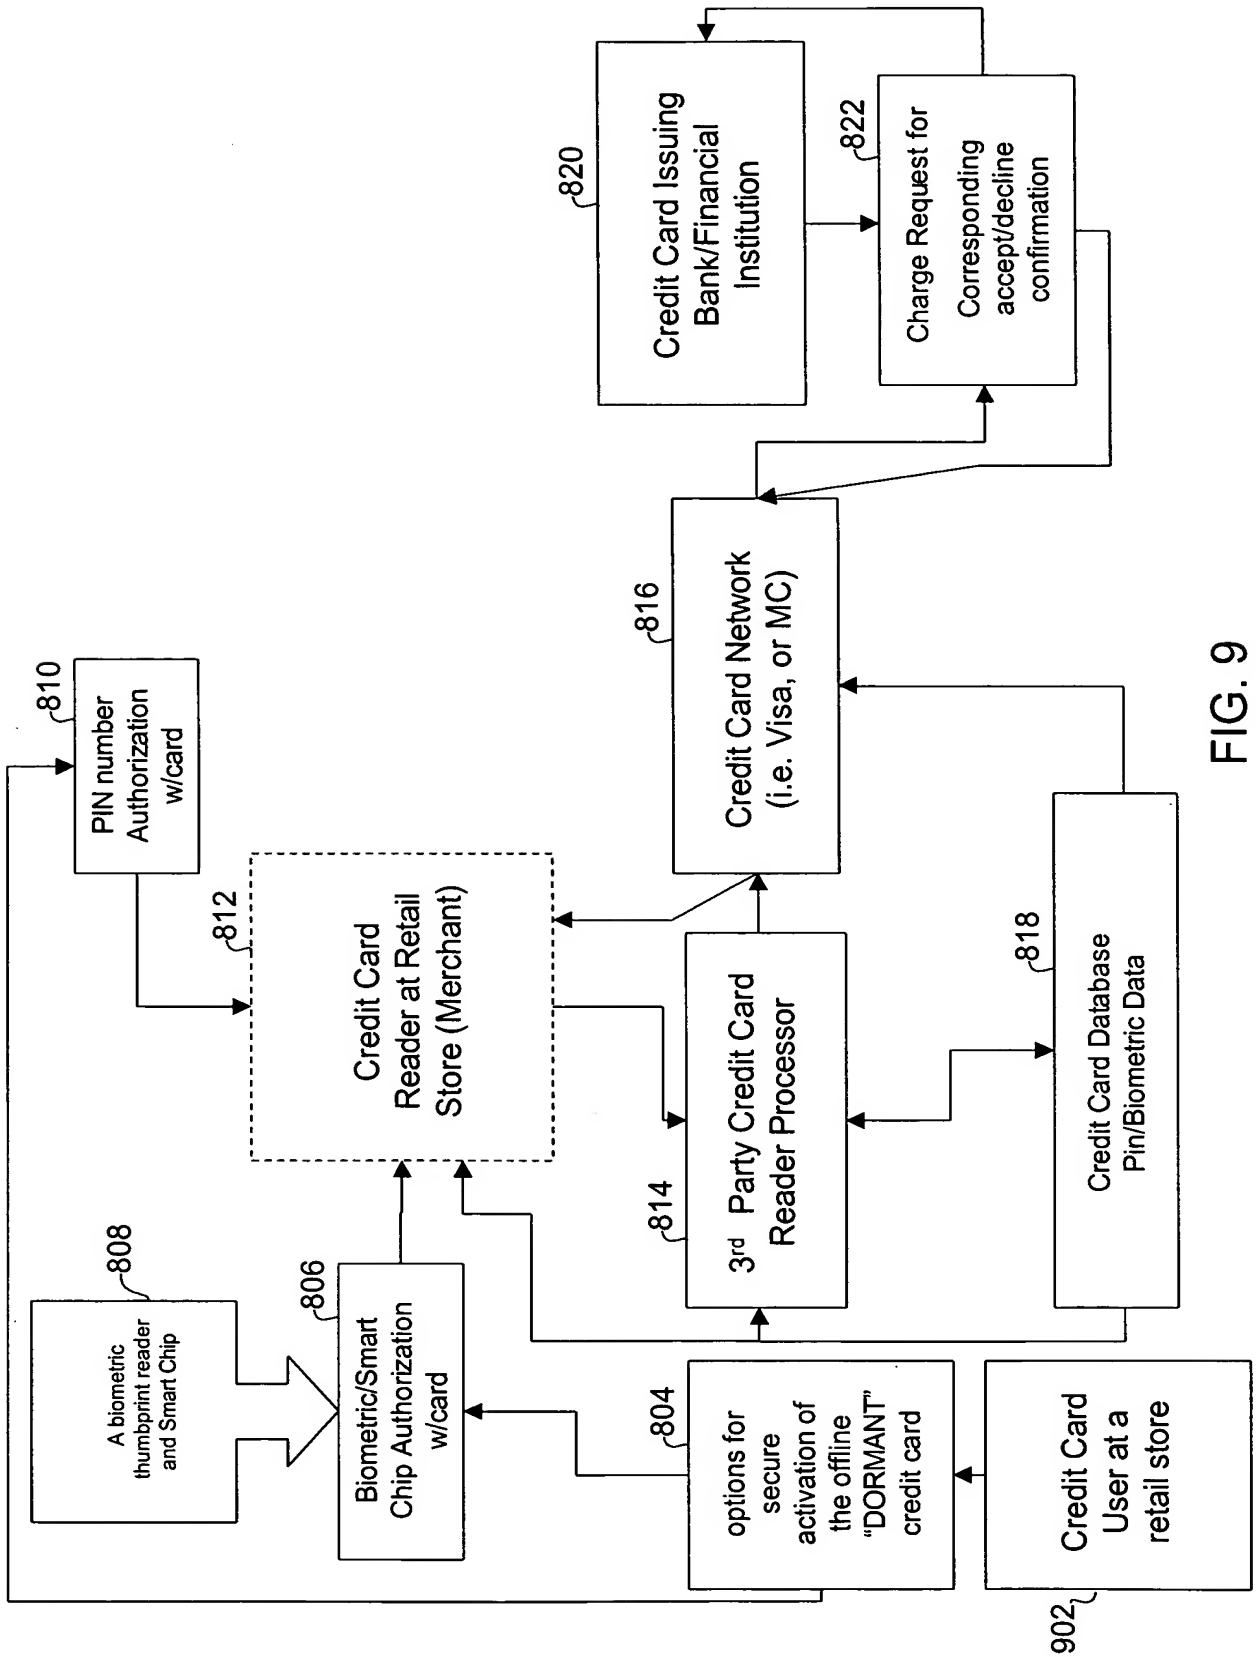 902
Credit Card
User at a
retail store
804
options for
secure
activation of
the offline
“DORMANT”
credit card
808
A biometric
thumbprint reader
and Smart Chip
806
Biometric/Smart
Chip Authorization
w/card
810
PIN number
Authorization
w/card
812
Credit Card
Reader at Retail
Store (Merchant)
814
3rd Party Credit Card
Reader Processor
818
Credit Card Database
Pin/Biometric Data
816
Credit Card Network
(i.e. Visa, or MC)
820
Credit Card Issuing
Bank/Financial
Institution
822
Charge Request for
Corresponding
accept/decline
confirmation
FIG. 9